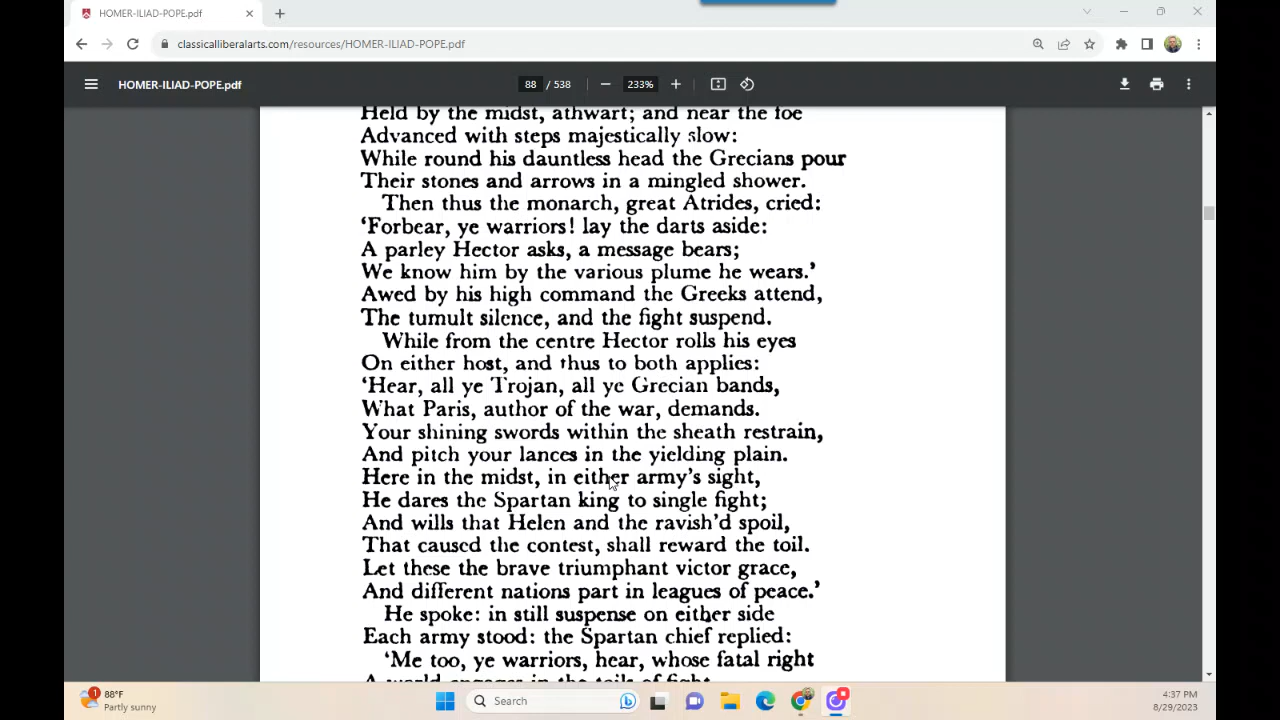 HOMER-ILIAD-POPE.pdf
classicalliberalarts.com/resources/HOMER-ILIAD-POPE.pdf
HOMER-ILIAD-POPE.pdf
88 / 538
233%
Held by the midst, athwart; and near the foe
Advanced with steps majestically slow:
While round his dauntless head the Grecians pour
Their stones and arrows in a mingled shower.
Then thus the monarch, great Atrides, cried:
‘Forbear, ye warriors! lay the darts aside:
A parley Hector asks, a message bears;
We know him by the various plume he wears.’
Awed by his high command the Greeks attend,
The tumult silence, and the fight suspend.
While from the centre Hector rolls his eyes
On either host, and thus to both applies:
‘Hear, all ye Trojan, all ye Grecian bands,
What Paris, author of the war, demands.
Your shining swords within the sheath restrain,
And pitch your lances in the yielding plain.
Here in the midst, in either army’s sight,
He dares the Spartan king to single fight;
And wills that Helen and the ravish’d spoil,
That caused the contest, shall reward the toil.
Let these the brave triumphant victor grace,
And different nations part in leagues of peace.’
He spoke: in still suspense on either side
Each army stood: the Spartan chief replied:
‘Me too, ye warriors, hear, whose fatal right
A world engages in the toils of fight
1
88°F
Partly sunny
Search
4:37 PM
8/29/2023